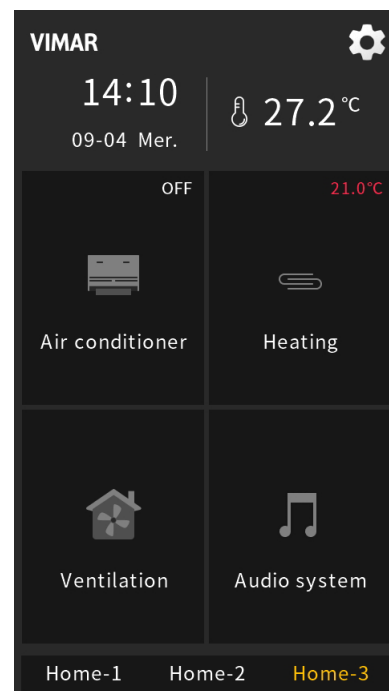 VIMAR
14:10
27.2 °C
09-04 Mer.
OFF
21.0°C
Air conditioner
Heating
Ventilation
Audio system
Home-1 Home-2 Home-3